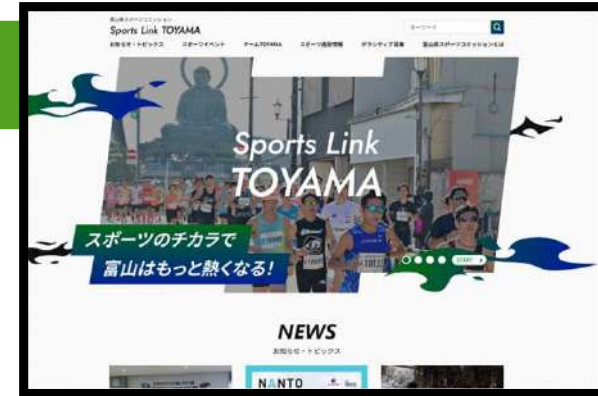 富山県スポーツコミッション
Sports Link TOYAMA
キーワード
お知らせ・トピックス スポーツイベント チームTOYAMA スポーツ施設情報 ボランティア募集 富山県スポーツコミッションとは
Sports Link
TOYAMA
スポーツのチカラで
富山はもっと熱くなる!
START
NEWS
お知らせ・トピックス
NANTO